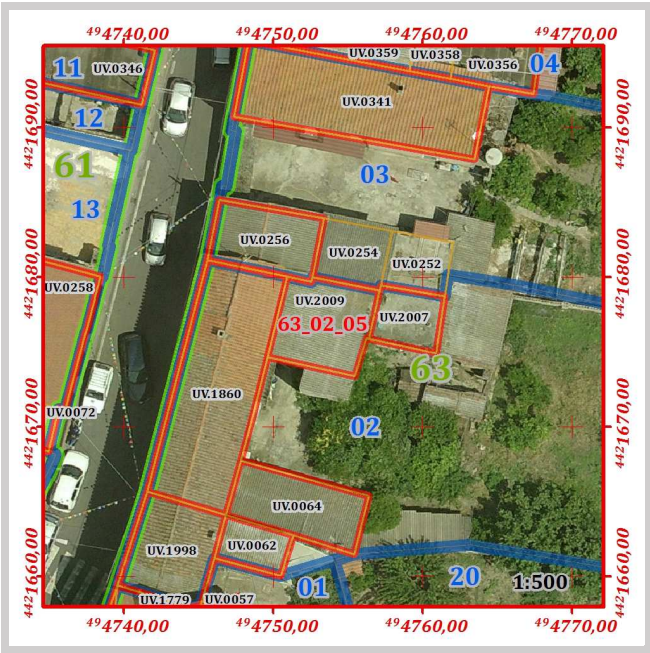 ⁴⁹4740,00 ⁴⁹4750,00 ⁴⁹4760,00 ⁴⁹4770,00
UV.0359 UV.0358
11 UV.0346 UV.0356 04
⁴⁴²1690,00 UV.0341 ⁴⁴²1690,00
12
61
03
13
UV.0256 UV.0254
UV.0252
⁴⁴²1680,00 UV.0258 ⁴⁴²1680,00
UV.2009
63_02_05 UV.2007
63
UV.1860
UV.0072
⁴⁴²1670,00 02 ⁴⁴²1670,00
UV.0064
UV.1998 UV.0062
⁴⁴²1660,00 01 20 1:500 ⁴⁴²1660,00
UV.1779 UV.0057
⁴⁹4740,00 ⁴⁹4750,00 ⁴⁹4760,00 ⁴⁹4770,00